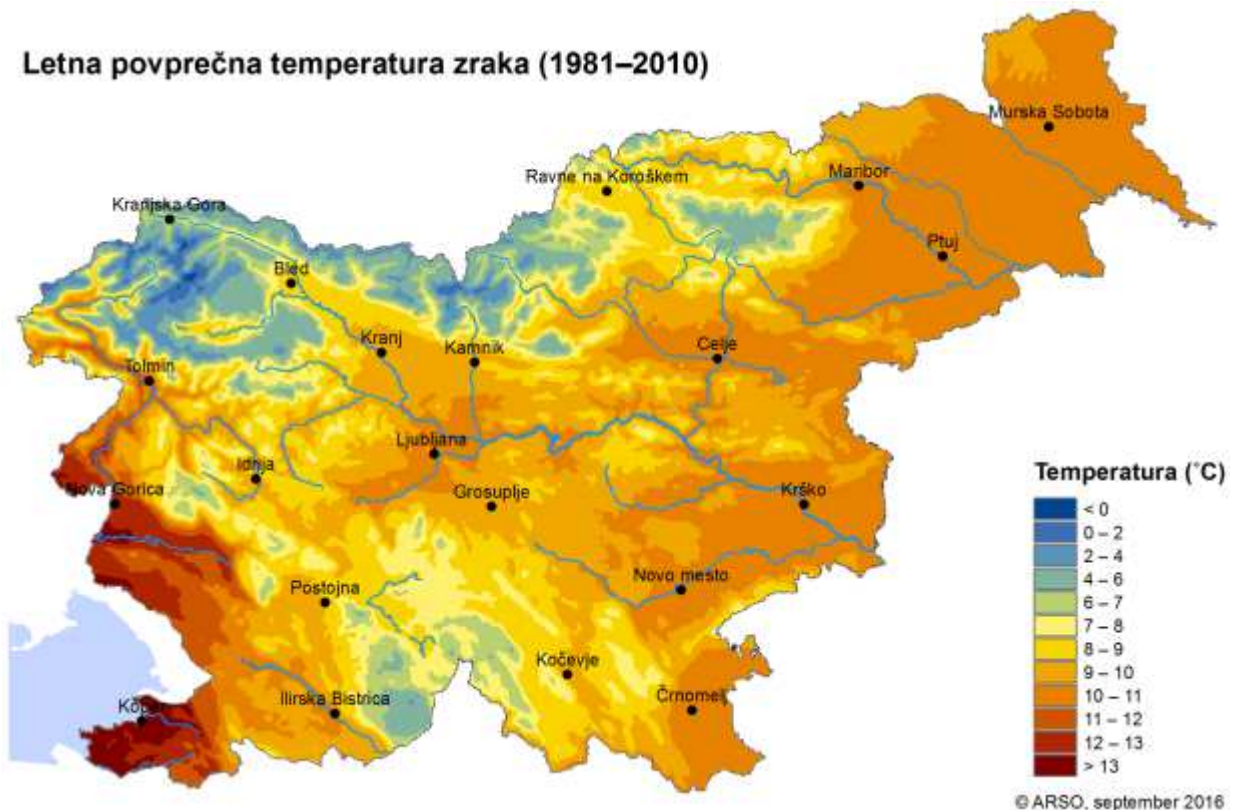 Letna povprečna temperatura zraka (1981–2010)
Murska Sobota
Ravne na Koroškem
Maribor
Kranjska Gora
Ptuj
Bled
Kranj
Kamnik
Celje
Tolmin
Ljubljana
Idrija
Nova Gorica
Grosuplje
Krško
Postojna
Novo mesto
Kočevje
Ilirska Bistrica
Črnomelj
Koper
Temperatura (˚C)
< 0
0 – 2
2 – 4
4 – 6
6 – 7
7 – 8
8 – 9
9 – 10
10 – 11
11 – 12
12 – 13
> 13
© ARSO, september 2016